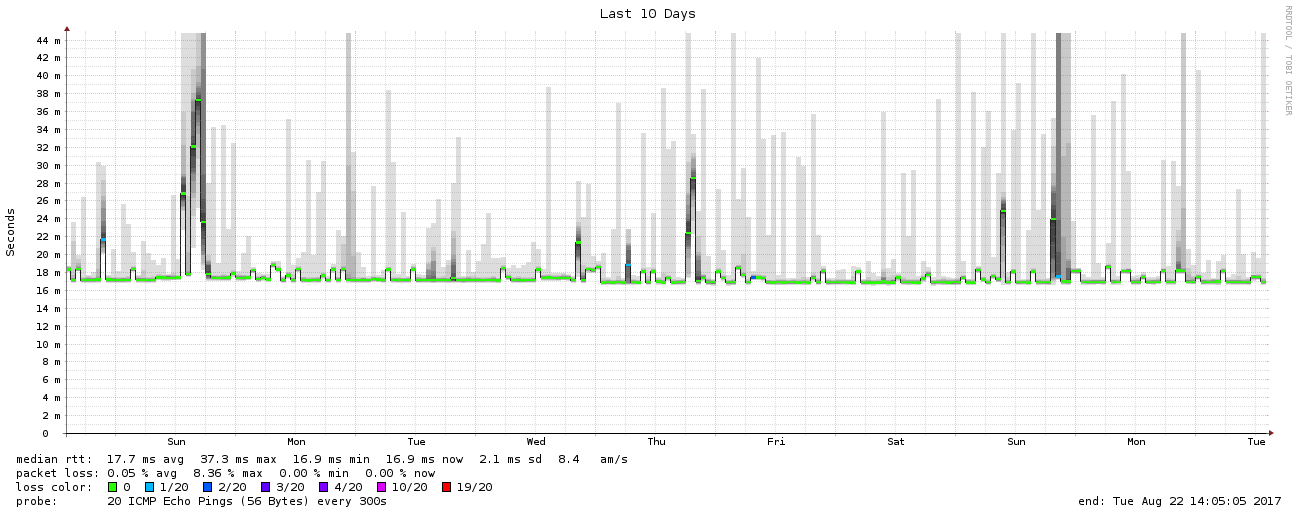 Last 10 Days
RRDTOOL / TOBI OETIKER
Seconds
44 m
42 m
40 m
38 m
36 m
34 m
32 m
30 m
28 m
26 m
24 m
22 m
20 m
18 m
16 m
14 m
12 m
10 m
8 m
6 m
4 m
2 m
0
Sun Mon Tue Wed Thu Fri Sat Sun Mon Tue
median rtt: 17.7 ms avg 37.3 ms max 16.9 ms min 16.9 ms now 2.1 ms sd 8.4 am/s
packet loss: 0.05 % avg 8.36 % max 0.00 % min 0.00 % now
loss color: 0 1/20 2/20 3/20 4/20 10/20 19/20
probe: 20 ICMP Echo Pings (56 Bytes) every 300s end: Tue Aug 22 14:05:05 2017